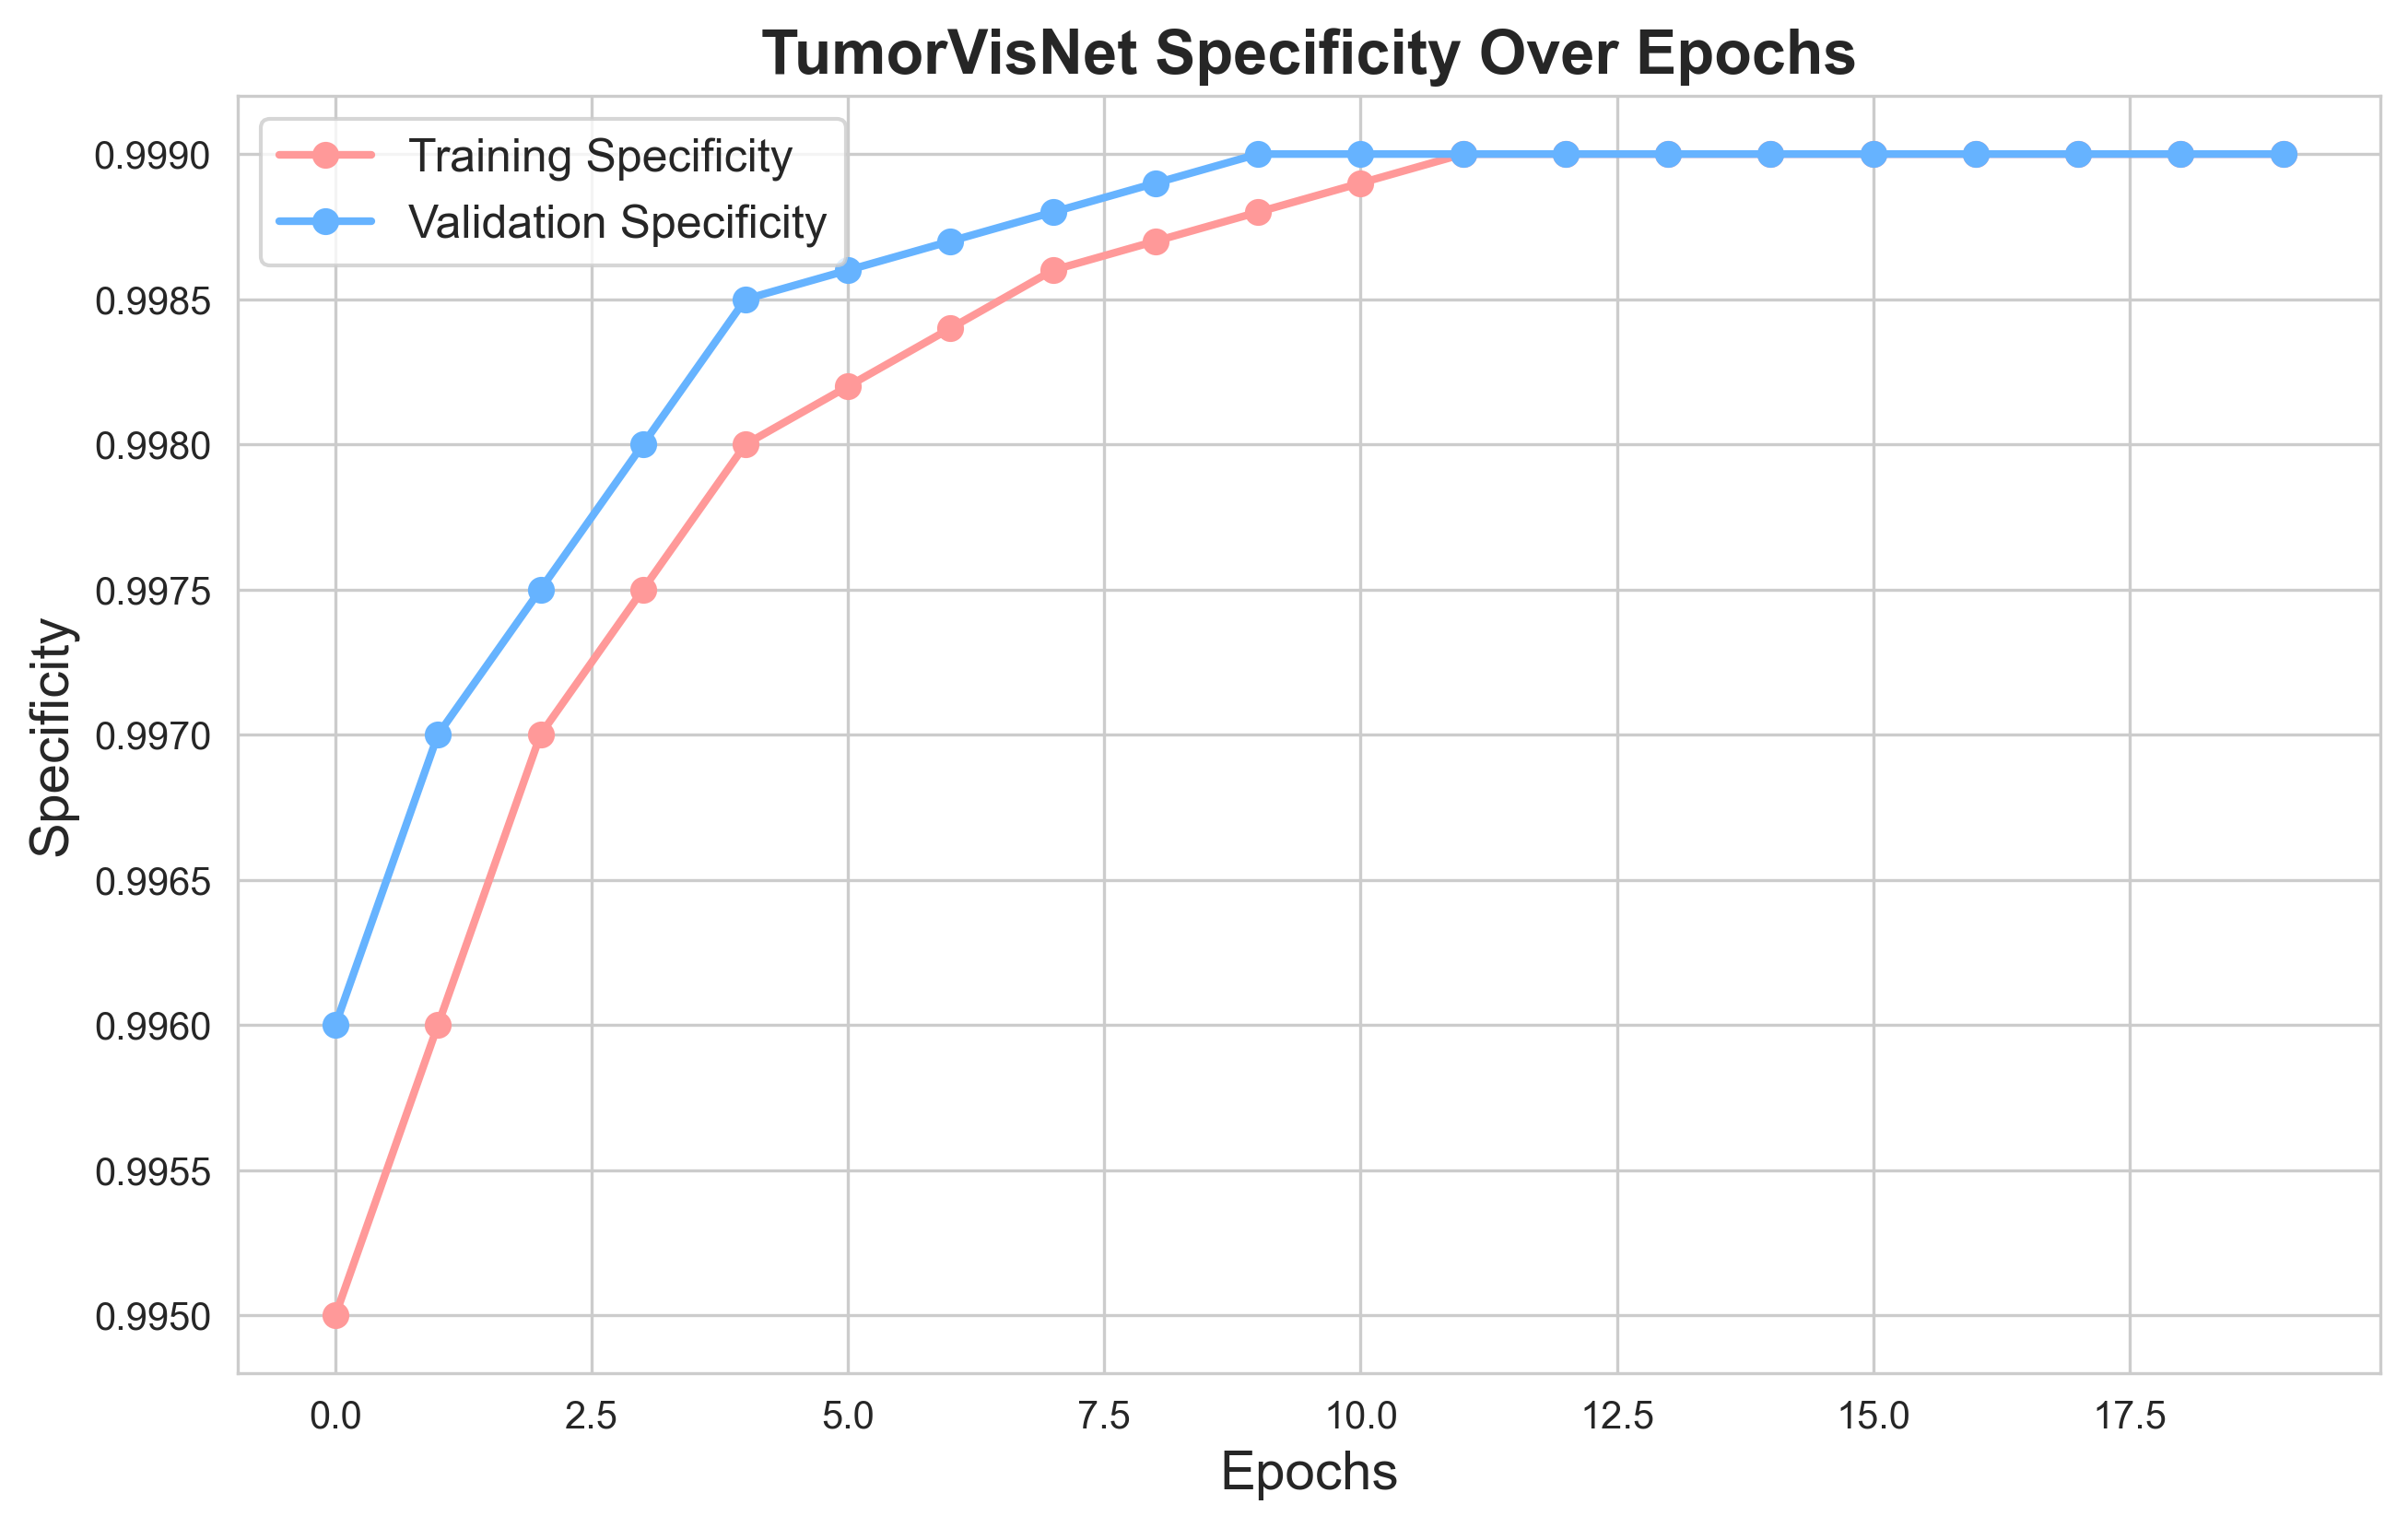 TumorVisNet Specificity Over Epochs
Training Specificity
Validation Specificity
0.9990
0.9985
0.9980
0.9975
0.9970
0.9965
0.9960
0.9955
0.9950
Specificity
0.0 2.5 5.0 7.5 10.0 12.5 15.0 17.5
Epochs